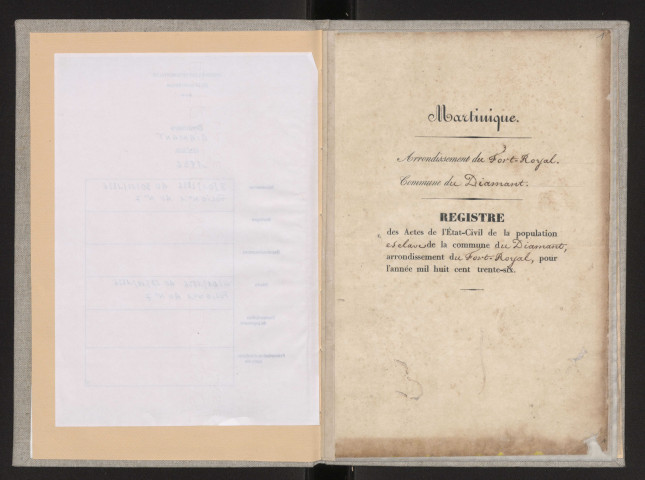 Martinique.
Arrondissement du Fort-Royal.
Commune du Diamant.
REGISTRE
des Actes de l'État-Civil de la population
esclave de la commune du Diamant,
arrondissement du Fort-Royal, pour
l'année mil huit cent trente-six.